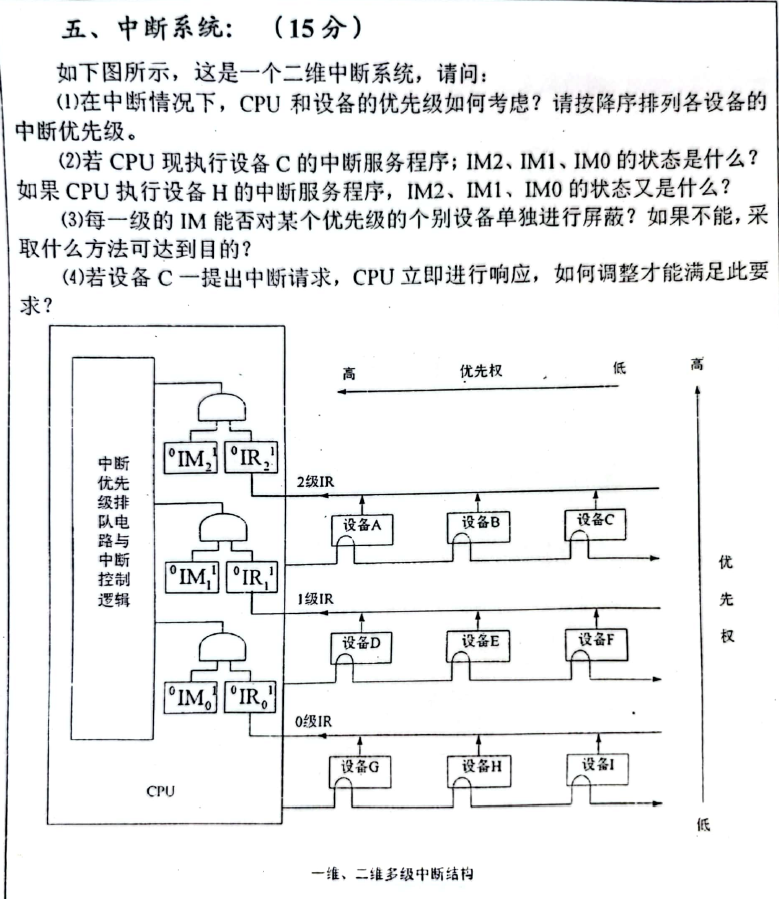 五、中断系统： （15分）
如下图所示，这是一个二维中断系统，请问：
⑴在中断情况下，CPU 和设备的优先级如何考虑？请按降序排列各设备的
中断优先级。
⑵若 CPU 现执行设备 C 的中断服务程序；IM2、IM1、IM0 的状态是什么？
如果 CPU 执行设备 H 的中断服务程序，IM2、IM1、IM0 的状态又是什么？
⑶每一级的 IM 能否对某个优先级的个别设备单独进行屏蔽？如果不能，采
取什么方法可达到目的？
⑷若设备 C 一提出中断请求，CPU 立即进行响应，如何调整才能满足此要
求？
高 优先权 低
高
0 IM₂ 1 0 IR₂ 1
2级IR
设备A 设备B 设备C
中断
优先
级排
队电
路与
中断
控制
逻辑
0 IM₁ 1 0 IR₁ 1
1级IR
设备D 设备E 设备F
优
先
权
0 IM₀ 1 0 IR₀ 1
0级IR
设备G 设备H 设备I
CPU
低
一维、二维多级中断结构